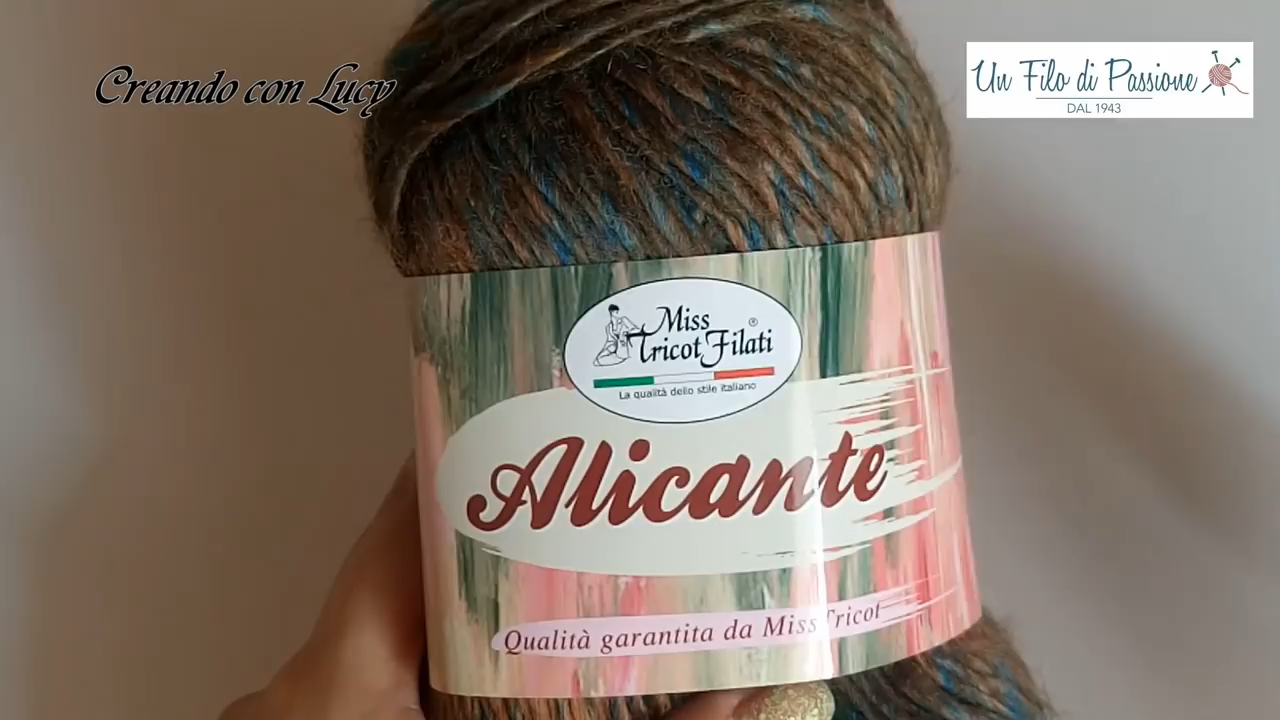 Creando con Lucy
Un Filo di Passione
DAL 1943
Miss
Tricot Filati ®
La qualità dello stile italiano
Alicante
Qualità garantita da Miss Tricot